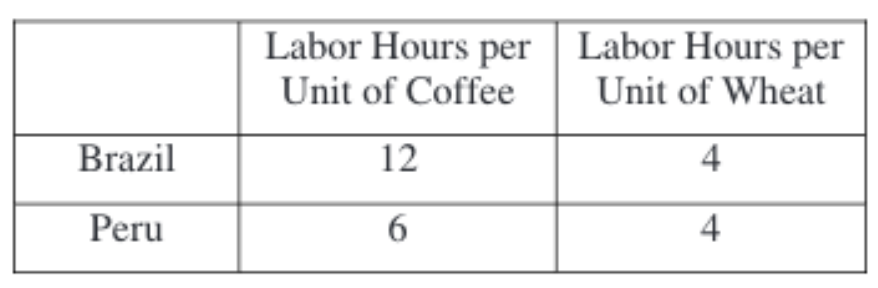 Labor Hours per Labor Hours per
Unit of Coffee Unit of Wheat
Brazil 12 4
Peru 6 4